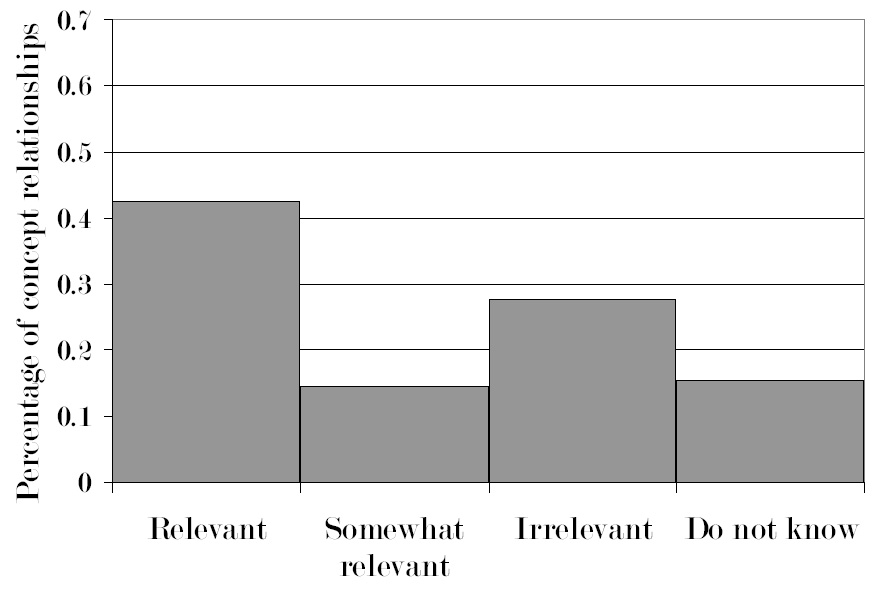 Percentage of concept relationships
0.7
0.6
0.5
0.4
0.3
0.2
0.1
0
Relevant
Somewhat
relevant
Irrelevant
Do not know